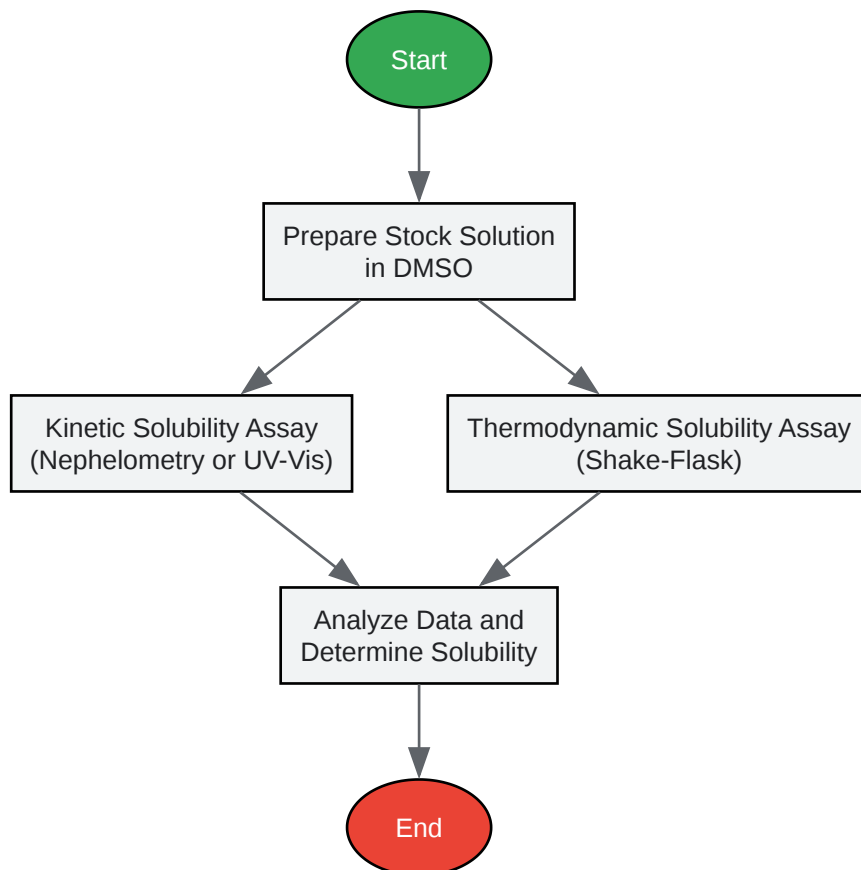 Start
Prepare Stock Solution
in DMSO
Kinetic Solubility Assay
(Nephelometry or UV-Vis)
Thermodynamic Solubility Assay
(Shake-Flask)
Analyze Data and
Determine Solubility
End